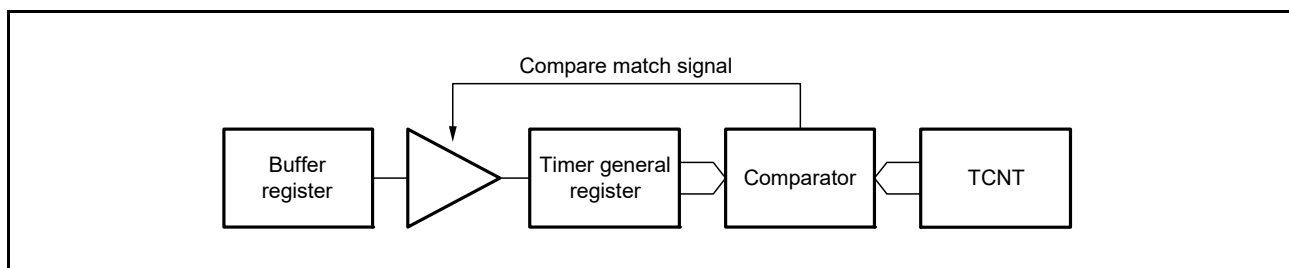 Compare match signal
Buffer
register
Timer general
register
Comparator
TCNT